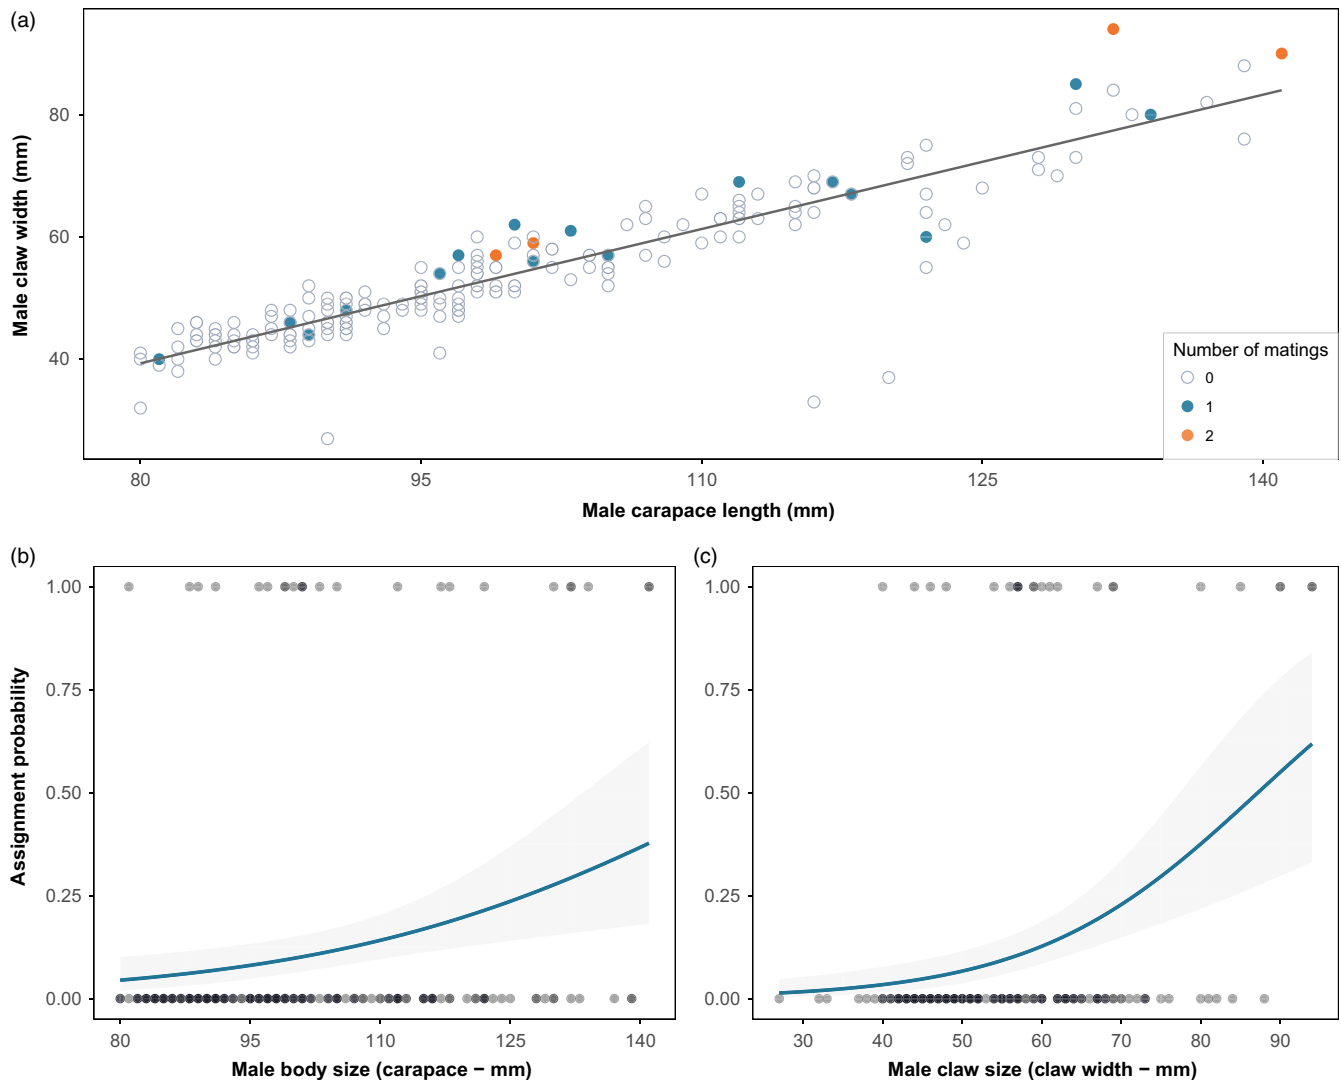 (a)
Male claw width (mm)
80
60
40
Number of matings
0
1
2
80 95 110 125 140
Male carapace length (mm)
(b)
Assignment probability
1.00
0.75
0.50
0.25
0.00
80 95 110 125 140
Male body size (carapace − mm)
(c)
1.00
0.75
0.50
0.25
0.00
30 40 50 60 70 80 90
Male claw size (claw width − mm)